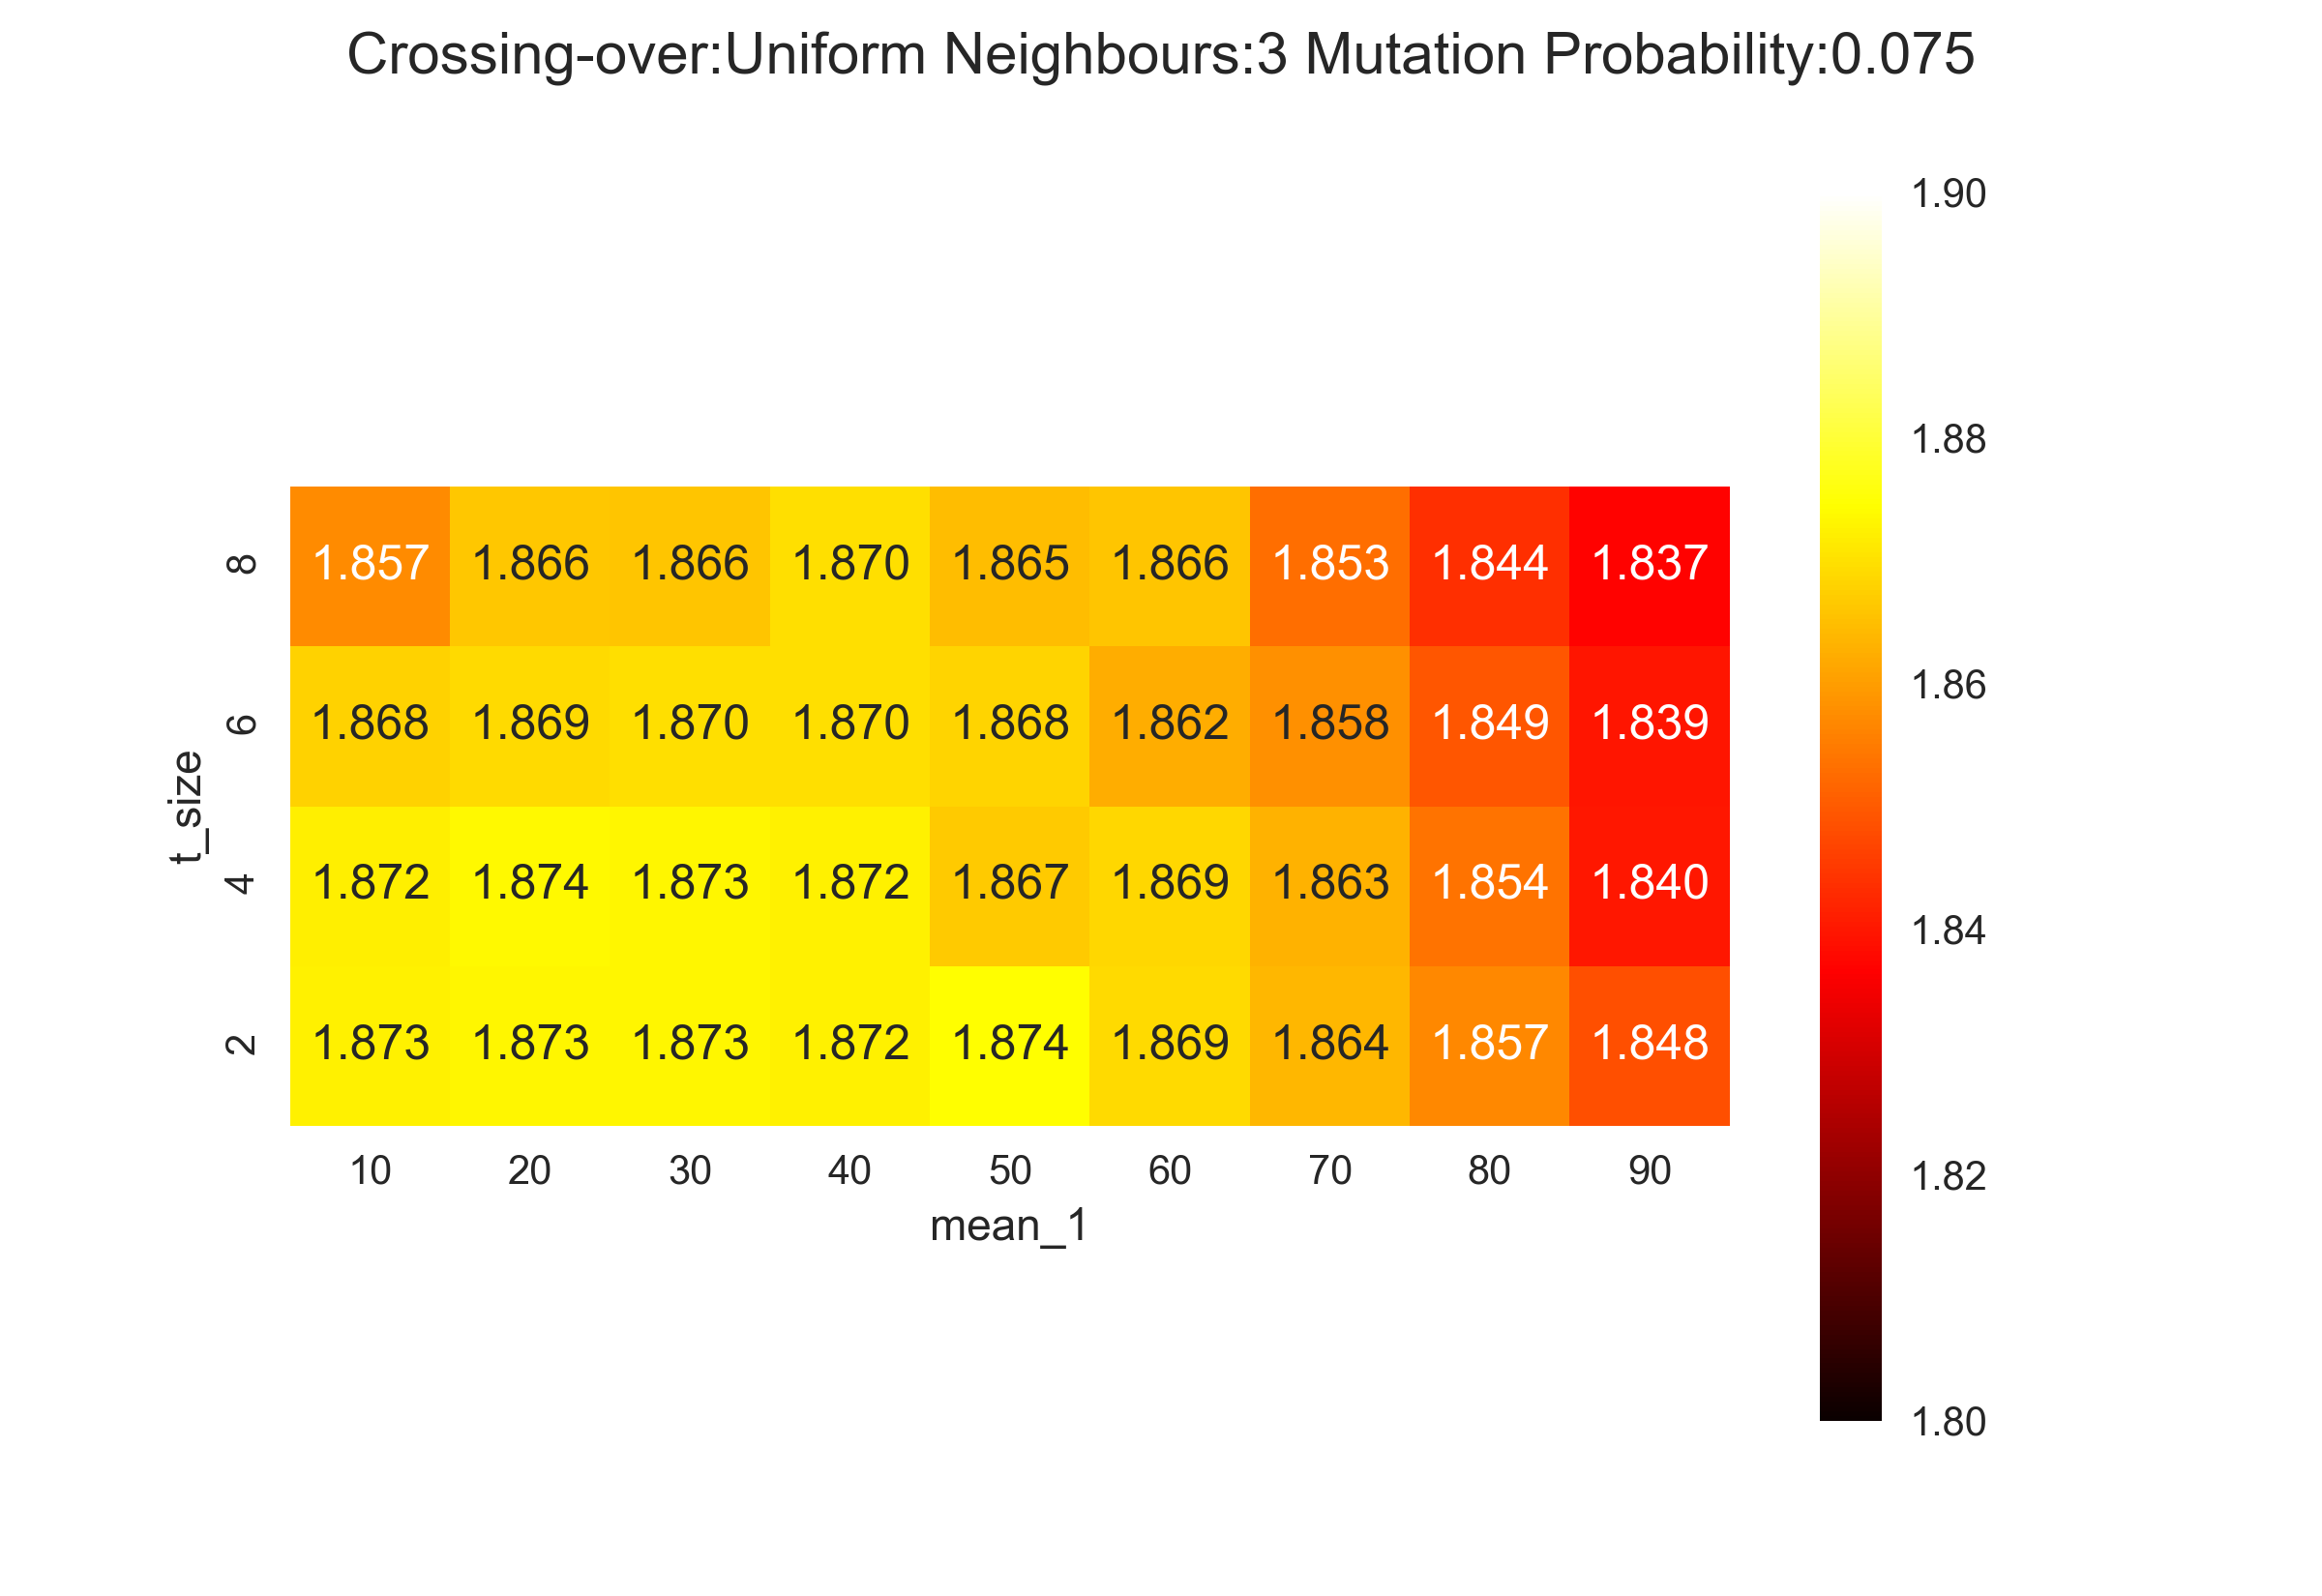 Crossing-over:Uniform Neighbours:3 Mutation Probability:0.075
t_size
8 1.857 1.866 1.866 1.870 1.865 1.866 1.853 1.844 1.837
6 1.868 1.869 1.870 1.870 1.868 1.862 1.858 1.849 1.839
4 1.872 1.874 1.873 1.872 1.867 1.869 1.863 1.854 1.840
2 1.873 1.873 1.873 1.872 1.874 1.869 1.864 1.857 1.848
10 20 30 40 50 60 70 80 90
mean_1
1.90
1.88
1.86
1.84
1.82
1.80